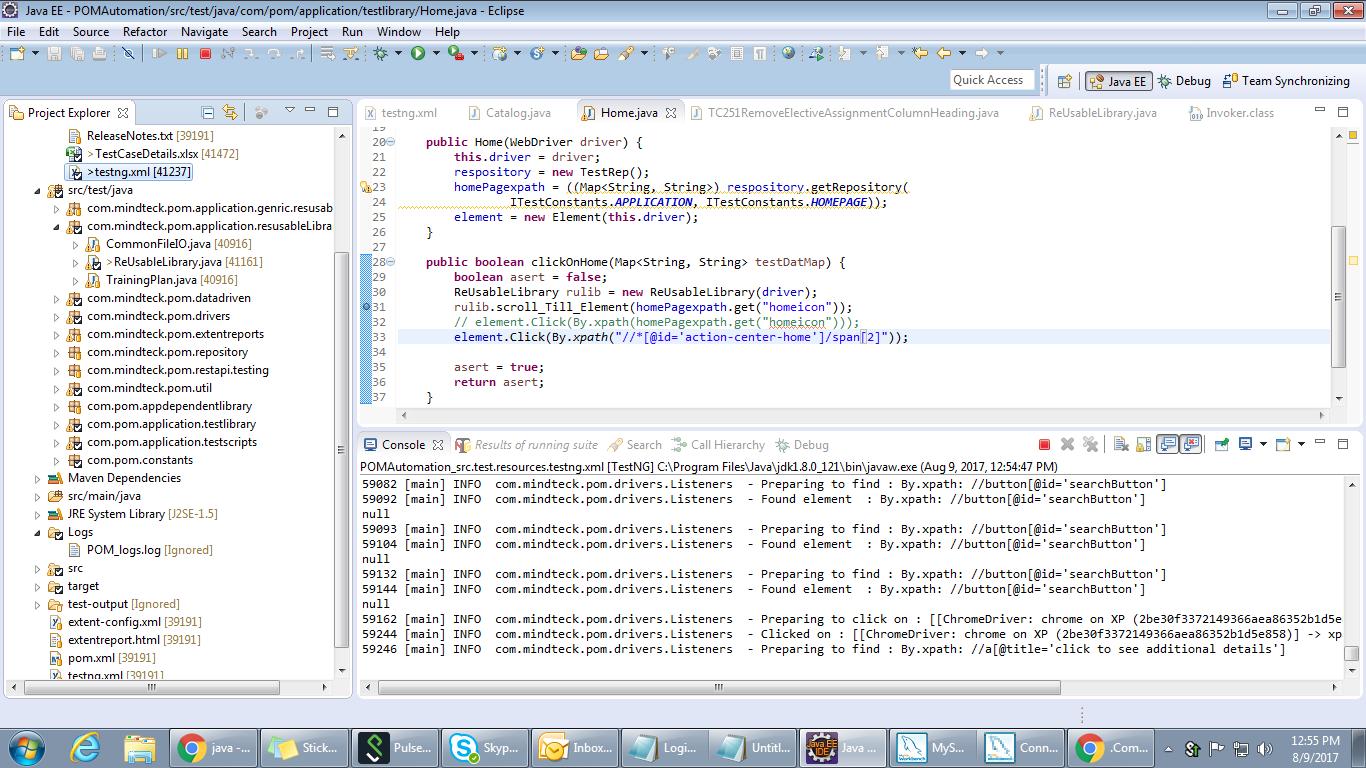 Java EE - POMAutomation/src/test/java/com/pom/application/testlibrary/Home.java - Eclipse
File Edit Source Refactor Navigate Search Project Run Window Help
Quick Access
Java EE
Debug
Team Synchronizing
Project Explorer
ReleaseNotes.txt [39191]
>TestCaseDetails.xlsx [41472]
>testng.xml [41237]
src/test/java
com.mindteck.pom.application.genric.resusab
com.mindteck.pom.application.resusableLibra
CommonFileIO.java [40916]
>ReUsableLibrary.java [41161]
TrainingPlan.java [40916]
com.mindteck.pom.datadriven
com.mindteck.pom.drivers
com.mindteck.pom.extentreports
com.mindteck.pom.repository
com.mindteck.pom.restapi.testing
com.mindteck.pom.util
com.pom.appdependentlibrary
com.pom.application.testlibrary
com.pom.application.testscripts
com.pom.constants
Maven Dependencies
src/main/java
JRE System Library [J2SE-1.5]
Logs
POM_logs.log [Ignored]
src
target
test-output [Ignored]
extent-config.xml [39191]
extentreport.html [39191]
pom.xml [39191]
testng.xml [39191]
testng.xml Catalog.java Home.java TC251RemoveElectiveAssignmentColumnHeading.java ReUsableLibrary.java Invoker.class
19
20 public Home(WebDriver driver) {
21 this.driver = driver;
22 respository = new TestRep();
23 homePagexpath = ((Map<String, String>) respository.getRepository(
24 ITestConstants.APPLICATION, ITestConstants.HOMEPAGE));
25 element = new Element(this.driver);
26 }
27
28 public boolean clickOnHome(Map<String, String> testDatMap) {
29 boolean asert = false;
30 ReUsableLibrary rulib = new ReUsableLibrary(driver);
31 rulib.scroll_Till_Element(homePagexpath.get("homeicon"));
32 // element.Click(By.xpath(homePagexpath.get("homeicon")));
33 element.Click(By.xpath("//*[@id='action-center-home']/span[2]"));
34
35 asert = true;
36 return asert;
37 }
Console Results of running suite Search Call Hierarchy Debug
POMAutomation_src.test.resources.testng.xml [TestNG] C:\Program Files\Java\jdk1.8.0_121\bin\javaw.exe (Aug 9, 2017, 12:54:47 PM)
59082 [main] INFO com.mindteck.pom.drivers.Listeners - Preparing to find : By.xpath: //button[@id='searchButton']
59092 [main] INFO com.mindteck.pom.drivers.Listeners - Found element : By.xpath: //button[@id='searchButton']
null
59093 [main] INFO com.mindteck.pom.drivers.Listeners - Preparing to find : By.xpath: //button[@id='searchButton']
59104 [main] INFO com.mindteck.pom.drivers.Listeners - Found element : By.xpath: //button[@id='searchButton']
null
59132 [main] INFO com.mindteck.pom.drivers.Listeners - Preparing to find : By.xpath: //button[@id='searchButton']
59144 [main] INFO com.mindteck.pom.drivers.Listeners - Found element : By.xpath: //button[@id='searchButton']
null
59162 [main] INFO com.mindteck.pom.drivers.Listeners - Preparing to click on : [[ChromeDriver: chrome on XP (2be30f3372149366aea86352b1d5e
59244 [main] INFO com.mindteck.pom.drivers.Listeners - Clicked on : [[ChromeDriver: chrome on XP (2be30f3372149366aea86352b1d5e858)] -> xp
59246 [main] INFO com.mindteck.pom.drivers.Listeners - Preparing to find : By.xpath: //a[@title='click to see additional details']
java -... Stick... Pulse... Skyp... Inbox... Logi... Untitl... Java ... MyS... Conn... .Com...
12:55 PM
8/9/2017